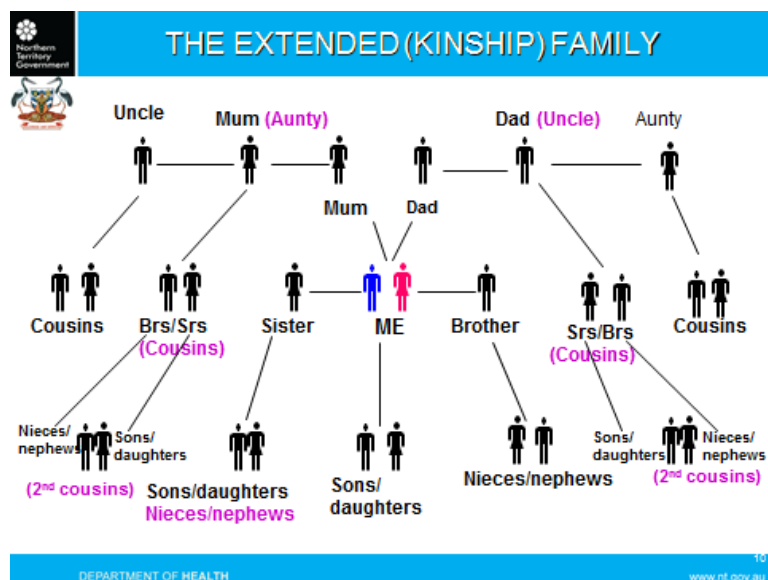 Northern
Territory
Government
THE EXTENDED (KINSHIP) FAMILY
Uncle
Mum (Aunty)
Dad (Uncle)
Aunty
Mum
Dad
Cousins
Brs/Srs
(Cousins)
Sister
ME
Brother
Srs/Brs
(Cousins)
Cousins
Nieces/
nephews
(2nd cousins)
Sons/
daughters
Sons/daughters
Nieces/nephews
Sons/
daughters
Nieces/nephews
Sons/
daughters
Nieces/
nephews
(2nd cousins)
10
DEPARTMENT OF HEALTH
www.nt.gov.au